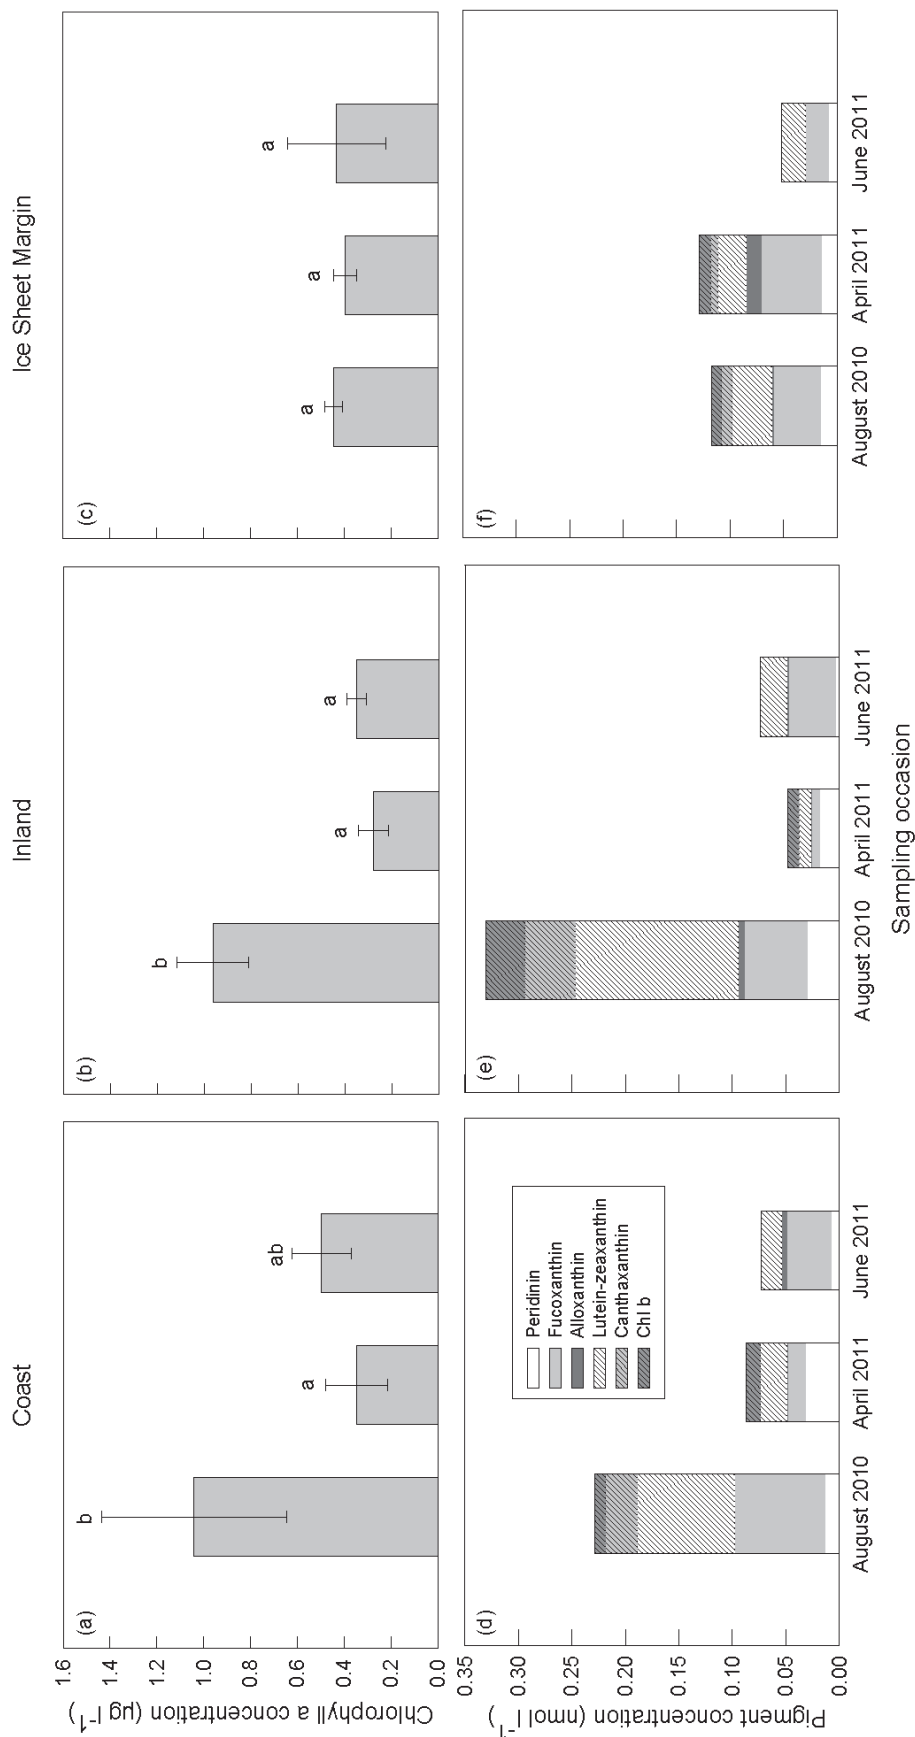 Coast
Inland
Ice Sheet Margin
Chlorophyll a concentration (µg l⁻¹)
1.6
1.4
1.2
1.0
0.8
0.6
0.4
0.2
0.0
(a)
b
a
ab
(b)
b
a
a
(c)
a
a
a
Pigment concentration (nmol l⁻¹)
0.35
0.30
0.25
0.20
0.15
0.10
0.05
0.00
(d)
Peridinin
Fucoxanthin
Alloxanthin
Lutein-zeaxanthin
Canthaxanthin
Chl b
(e)
(f)
August 2010 April 2011 June 2011
August 2010 April 2011 June 2011
August 2010 April 2011 June 2011
Sampling occasion